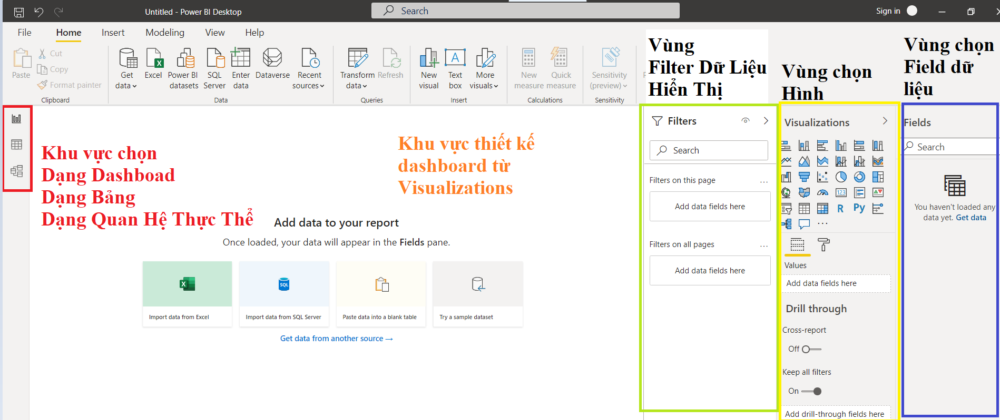 Untitled - Power BI Desktop
Search
Sign in
File
Home
Insert
Modeling
View
Help
Paste
Cut
Copy
Format painter
Clipboard
Get data
Excel
Power BI datasets
SQL Server
Enter data
Dataverse
Recent sources
Data
Transform data
Refresh
Queries
New visual
Text box
More visuals
Insert
New measure
Quick measure
Calculations
Sensitivity (preview)
Sensitivity
Vùng
Filter Dữ Liệu
Hiển Thị
Vùng chọn
Hình
Vùng chọn
Field dữ
liệu
Khu vực chọn
Dạng Dashboad
Dạng Bảng
Dạng Quan Hệ Thực Thể
Khu vực thiết kế
dashboard từ
Visualizations
Add data to your report
Once loaded, your data will appear in the Fields pane.
Import data from Excel
SQL
Import data from SQL Server
Paste data into a blank table
Try a sample dataset
Get data from another source →
Filters
Search
Filters on this page
...
Add data fields here
Filters on all pages
...
Add data fields here
Visualizations
123
R
Py
...
Values
Add data fields here
Drill through
Cross-report
Off
Keep all filters
On
Add drill-through fields here
Fields
Search
You haven't loaded any
data yet. Get data